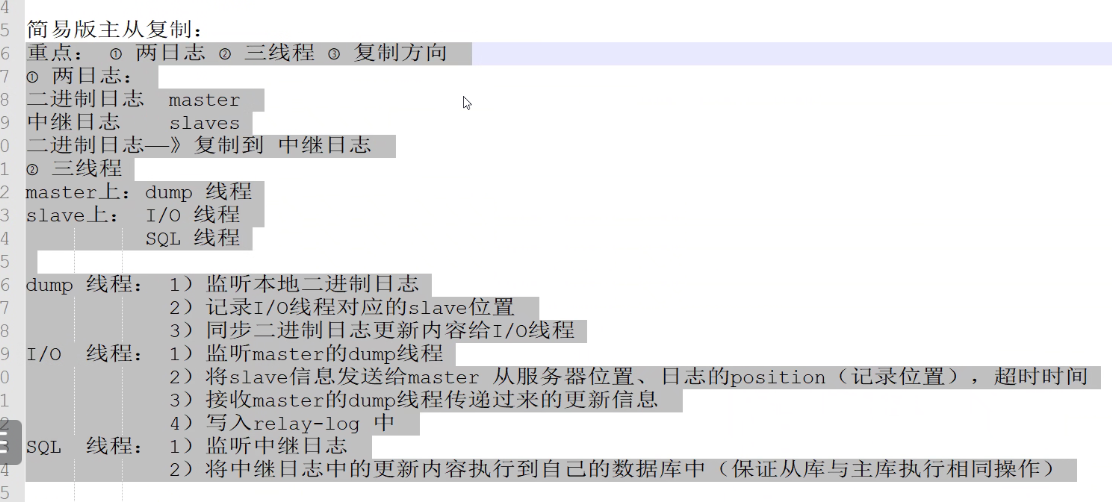 4
5 简易版主从复制：
6 重点： ① 两日志 ② 三线程 ③ 复制方向
7 ① 两日志：
8 二进制日志 master
9 中继日志 slaves
0 二进制日志——》复制到 中继日志
1 ② 三线程
2 master上：dump 线程
3 slave上： I/O 线程
4 SQL 线程
5
6 dump 线程： 1）监听本地二进制日志
7 2）记录I/O线程对应的slave位置
8 3）同步二进制日志更新内容给I/O线程
9 I/O 线程： 1）监听master的dump线程
0 2）将slave信息发送给master 从服务器位置、日志的position（记录位置），超时时间
1 3）接收master的dump线程传递过来的更新信息
2 4）写入relay-log 中
3 SQL 线程： 1）监听中继日志
4 2）将中继日志中的更新内容执行到自己的数据库中（保证从库与主库执行相同操作）
5